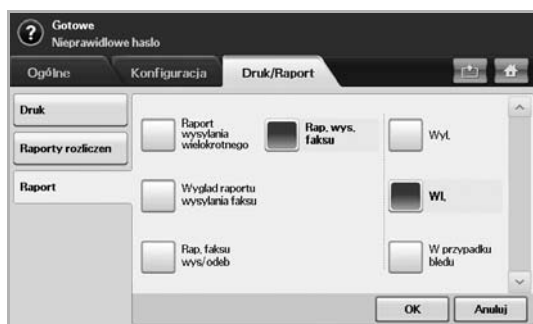 Gotowe
Nieprawidlowe haslo
Ogólne
Konfiguracja
Druk/Raport
Druk
Raporty rozliczen
Raport
Raport
wysylania
wielokrotnego
Rap. wys.
faksu
Wyl.
Wyglad raportu
wysylania faksu
Wl.
Rap. faksu
wys/odeb
W przypadku
bledu
OK
Anuluj